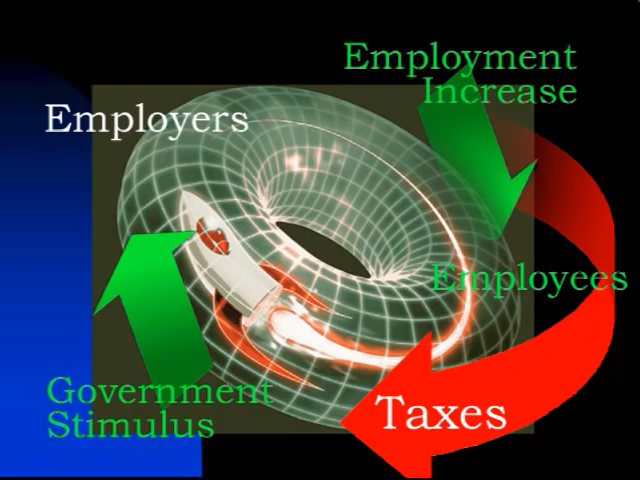 Employment
Increase
Employers
Employees
Government
Stimulus
Taxes